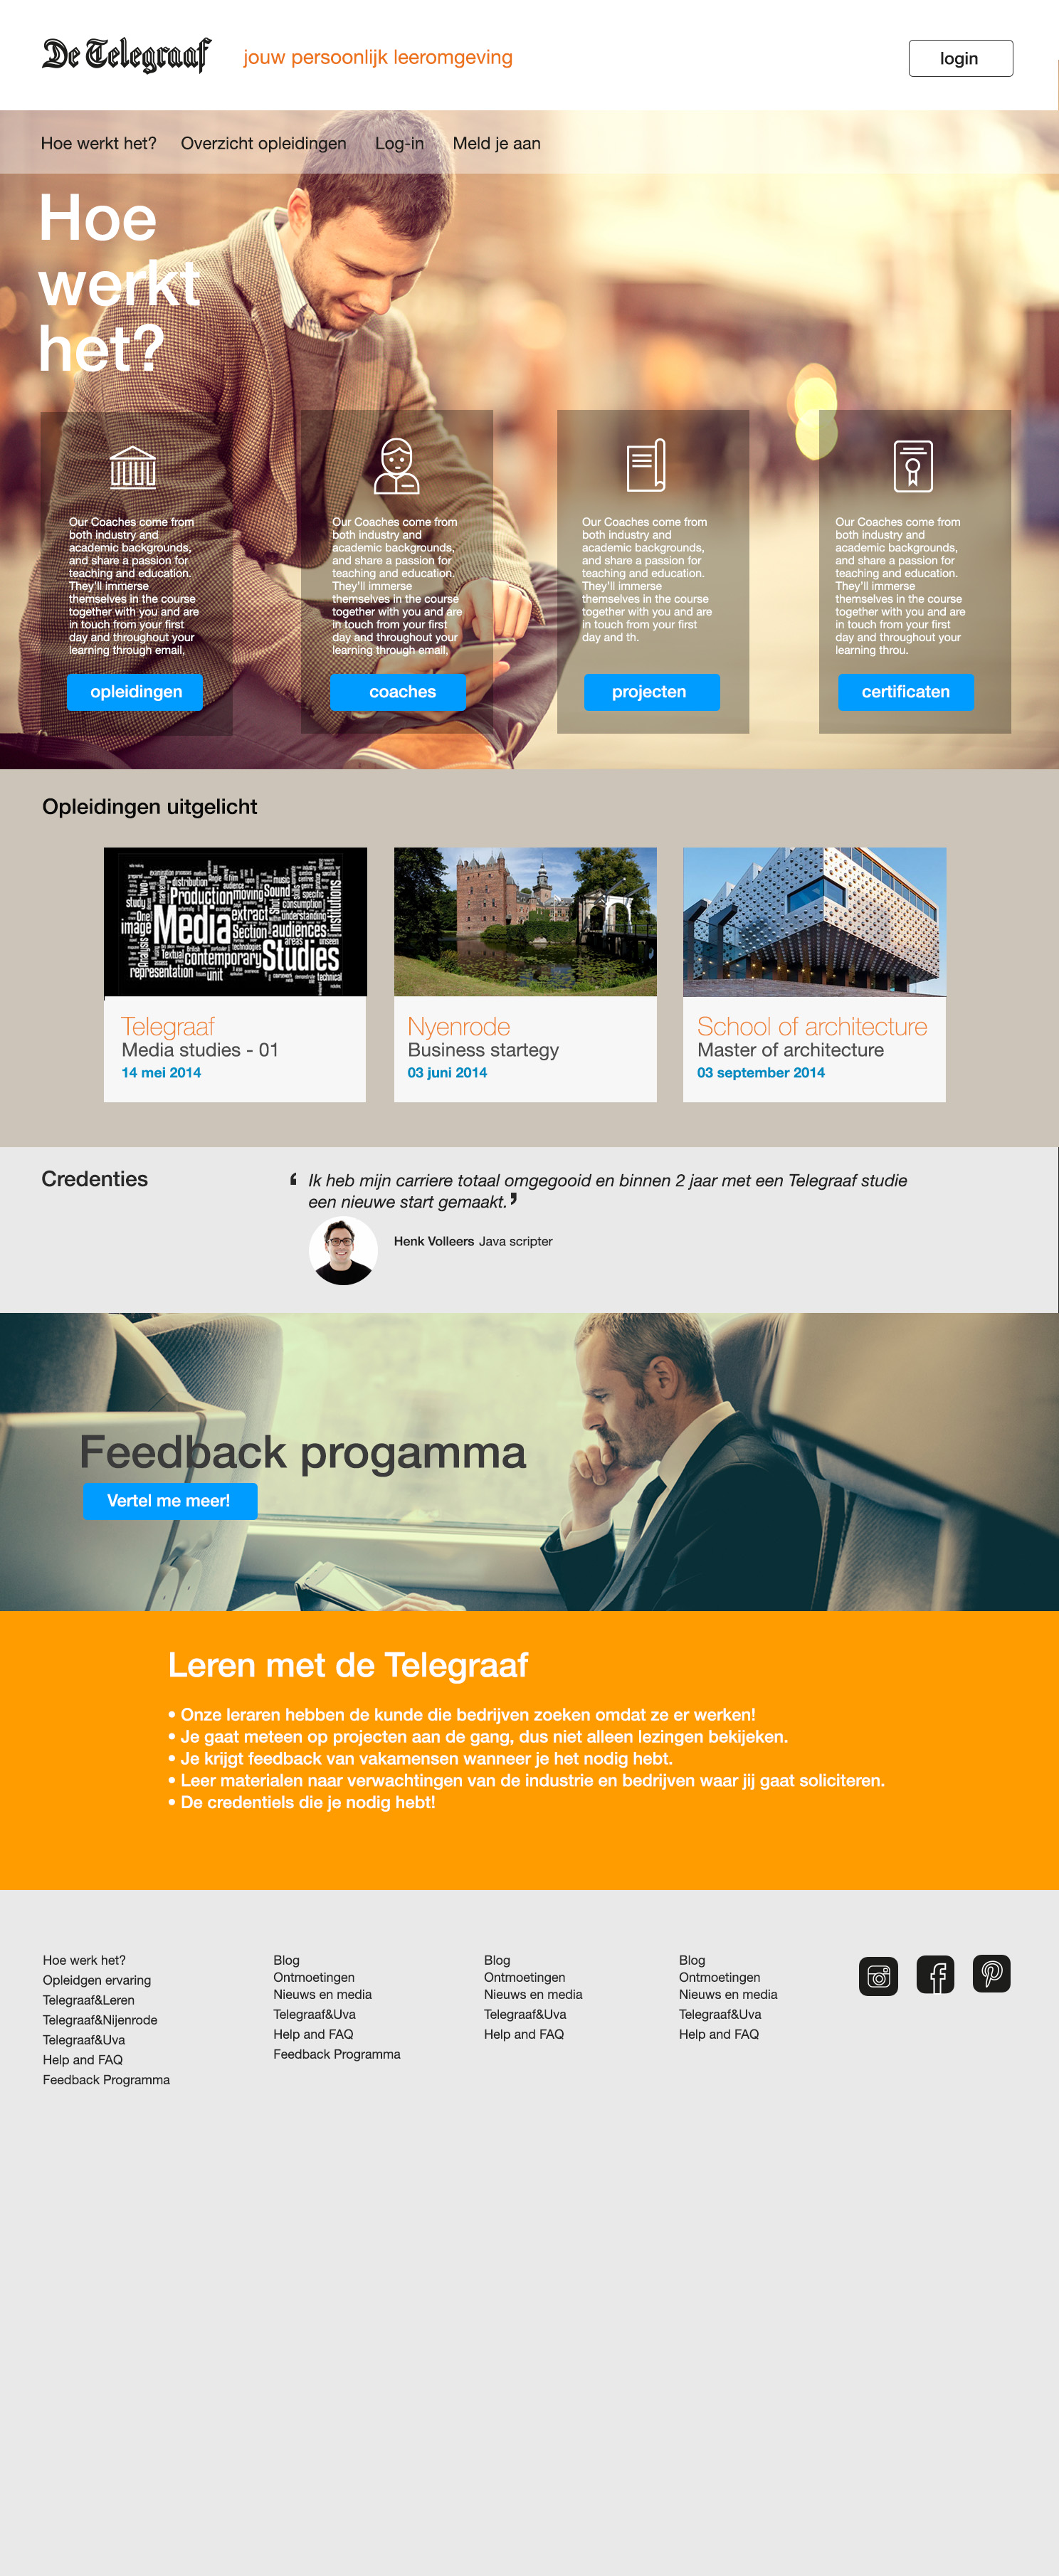 De Telegraaf
jouw persoonlijk leeromgeving
login
Hoe werkt het? Overzicht opleidingen Log-in Meld je aan
Hoe
werkt
het?
Our Coaches come from
both industry and
academic backgrounds,
and share a passion for
teaching and education.
They'll immerse
themselves in the course
together with you and are
in touch from your first
day and throughout your
learning through email,
opleidingen
Our Coaches come from
both industry and
academic backgrounds,
and share a passion for
teaching and education.
They'll immerse
themselves in the course
together with you and are
in touch from your first
day and throughout your
learning through email,
coaches
Our Coaches come from
both industry and
academic backgrounds,
and share a passion for
teaching and education.
They'll immerse
themselves in the course
together with you and are
in touch from your first
day and th.
projecten
Our Coaches come from
both industry and
academic backgrounds,
and share a passion for
teaching and education.
They'll immerse
themselves in the course
together with you and are
in touch from your first
day and throughout your
learning throu.
certificaten
Opleidingen uitgelicht
distribution
music
Production moving Sound
study
One
image Media extract
Section audiences
understanding
institutions
Textual contemporary Studies
areas
representation unit
technical
Telegraaf
Media studies - 01
14 mei 2014
Nyenrode
Business startegy
03 juni 2014
School of architecture
Master of architecture
03 september 2014
Credenties
‘ Ik heb mijn carriere totaal omgegooid en binnen 2 jaar met een Telegraaf studie
een nieuwe start gemaakt. ’
Henk Volleers Java scripter
Feedback progamma
Vertel me meer!
Leren met de Telegraaf
• Onze leraren hebben de kunde die bedrijven zoeken omdat ze er werken!
• Je gaat meteen op projecten aan de gang, dus niet alleen lezingen bekijeken.
• Je krijgt feedback van vakamensen wanneer je het nodig hebt.
• Leer materialen naar verwachtingen van de industrie en bedrijven waar jij gaat soliciteren.
• De credentiels die je nodig hebt!
Hoe werk het?
Opleidgen ervaring
Telegraaf&Leren
Telegraaf&Nijenrode
Telegraaf&Uva
Help and FAQ
Feedback Programma
Blog
Ontmoetingen
Nieuws en media
Telegraaf&Uva
Help and FAQ
Feedback Programma
Blog
Ontmoetingen
Nieuws en media
Telegraaf&Uva
Help and FAQ
Blog
Ontmoetingen
Nieuws en media
Telegraaf&Uva
Help and FAQ